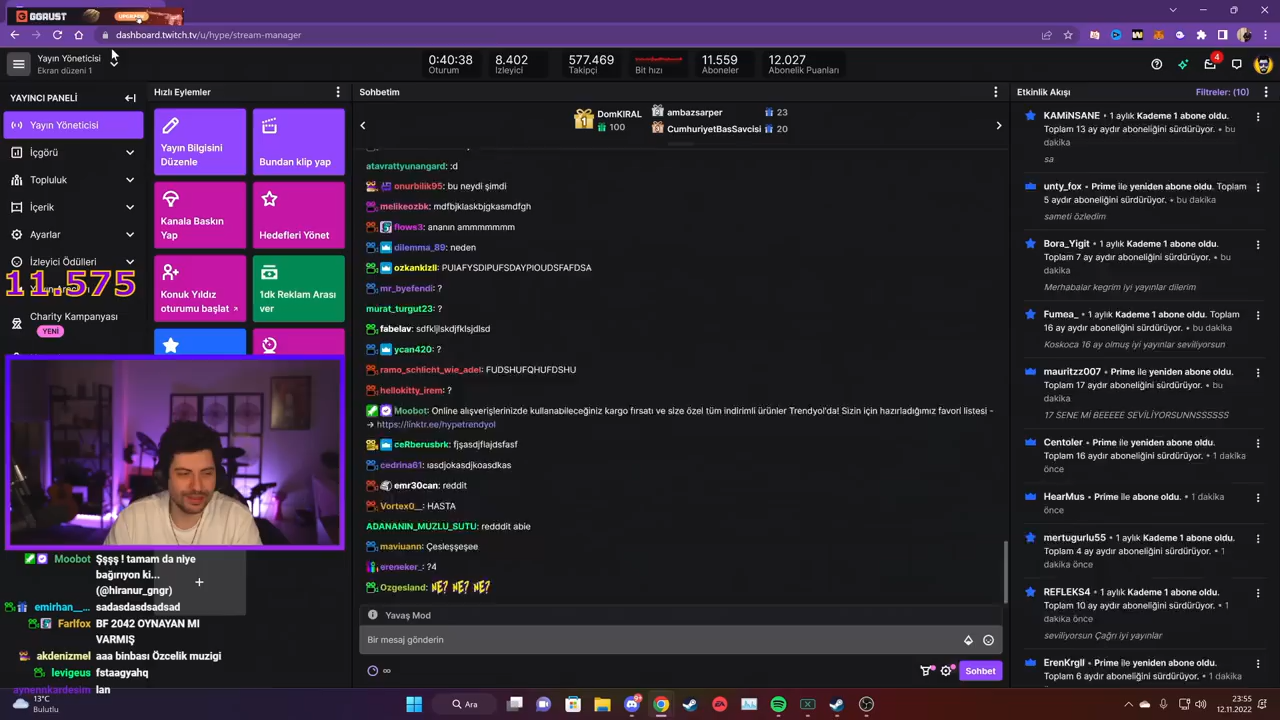 GGRUST
dashboard.twitch.tv/u/hype/stream-manager
Yayın Yöneticisi
Ekran düzeni 1
0:40:38
Oturum
8.402
İzleyici
577.469
Takipçi
Bit hızı
11.559
Aboneler
12.027
Abonelik Puanları
4
YAYINCI PANELİ
Yayın Yöneticisi
İçgörü
Topluluk
İçerik
Ayarlar
İzleyici Ödülleri
11.575
Charity Kampanyası
YENİ
Hızlı Eylemler
Yayın Bilgisini
Düzenle
Bundan klip yap
Kanala Baskın
Yap
Hedefleri Yönet
Konuk Yıldız
oturumu başlat
1dk Reklam Arası
ver
Moobot Şşşş ! tamam da niye
bağırıyon ki...
(@hiranur_gngr)
emirhan__... sadasdasdsadsad
Farlfox BF 2042 OYNAYAN MI
VARMIŞ
akdenizmel aaa binbası Özcelik muzigi
levigeus fstaagyahq
aynennkardesim lan
Sohbetim
1 DomKIRAL
100
ambazsarper 23
CumhuriyetBasSavcisi 20
atavrattyunangard: :d
onurbilik95: bu neydi şimdi
melikeozbk: mdfbjklaskbjgkasmdfgh
flows3: ananın ammmmmmm
dilemma_89: neden
ozkanklzll: PUIAFYSDIPUFSDAYPIOUDSFAFDSA
mr_byefendi: ?
murat_turgut23: ?
fabelav: sdfkljlskdjfklsjdlsd
ycan420: ?
ramo_schlicht_wie_adel: FUDSHUFQHUFDSHU
hellokitty_irem: ?
Moobot: Online alışverişlerinizde kullanabileceğiniz kargo fırsatı ve size özel tüm indirimli ürünler Trendyol'da! Sizin için hazırladığımız favori listesi -
→ https://linktr.ee/hypetrendyol
ceRberusbrk: fjşasdjflajdsfasf
cedrina61: ıasdjokasdjkoasdkas
emr30can: reddit
Vortex0__: HASTA
ADANANIN_MUZLU_SUTU: redddit abie
maviuann: Çesleşşeşee
ereneker_: ?4
Ozgesland: NE? NE? NE?
Yavaş Mod
Bir mesaj gönderin
∞
Sohbet
Etkinlik Akışı
Filtreler: (10)
KAMiNSANE • 1 aylık Kademe 1 abone oldu.
Toplam 13 ay aboneliğini sürdürüyor. • bu
dakika
sa
unty_fox • Prime ile yeniden abone oldu. Toplam
5 aydır aboneliğini sürdürüyor. • bu dakika
sameti özledim
Bora_Yigit • 1 aylık Kademe 1 abone oldu.
Toplam 7 ay aboneliğini sürdürüyor. • bu
dakika
Merhabalar kegrim iyi yayınlar dilerim
Fumea_ • 1 aylık Kademe 1 abone oldu. Toplam
16 ay aboneliğini sürdürüyor. • bu dakika
Koskoca 16 ay olmuş iyi yayınlar seviliyorsun
mauritzz007 • Prime ile yeniden abone oldu.
Toplam 17 aydır aboneliğini sürdürüyor. • bu
dakika
17 SENE Mİ BEEEEE SEVİLİYORSUNNSSSSSS
Centoler • Prime ile yeniden abone oldu.
Toplam 16 aydır aboneliğini sürdürüyor. • 1 dakika
önce
HearMus • Prime ile abone oldu. • 1 dakika
önce
mertugurlu55 • 1 aylık Kademe 1 abone oldu.
Toplam 4 ay aboneliğini sürdürüyor. • 1
dakika önce
REFLEKS4 • 1 aylık Kademe 1 abone oldu.
Toplam 10 ay aboneliğini sürdürüyor. • 1
dakika önce
seviliyorsun Çağrı iyi yayınlar
ErenKrgll • Prime ile yeniden abone oldu.
Toplam 6 aydır aboneliğini sürdürüyor. • 1
13°C
Bulutlu
Ara
23:55
12.11.2022